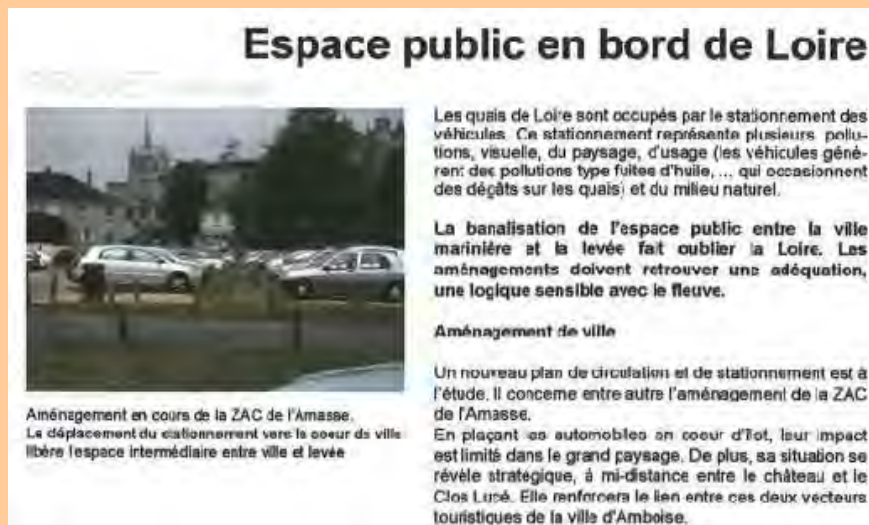 Espace public en bord de Loire
Les quais de Loire sont occupés par le stationnement des
véhicules. Ce stationnement représente plusieurs pollu-
tions, visuelle, du paysage, d'usage (les véhicules géné-
rent des pollutions type fuites d'huile, ... qui occasionnent
des dégâts sur les quais) et du milieu naturel.
La banalisation de l'espace public entre la ville
marinière et la levée fait oublier la Loire. Les
aménagements doivent retrouver une adéquation,
une logique sensible avec le fleuve.
Aménagement de ville
Un nouveau plan de circulation et de stationnement est à
l'étude. Il concerne entre autre l'aménagement de la ZAC
de l'Amasse.
En plaçant les automobiles en coeur d'îlot, leur impact
est limité dans le grand paysage. De plus, sa situation se
révèle stratégique, à mi-distance entre le château et le
Clos Lucé. Elle renforcera le lien entre ces deux vecteurs
touristiques de la ville d'Amboise.
Aménagement en cours de la ZAC de l'Amasse.
Le déplacement du stationnement vers le coeur de ville
libère l'espace intermédiaire entre ville et levée